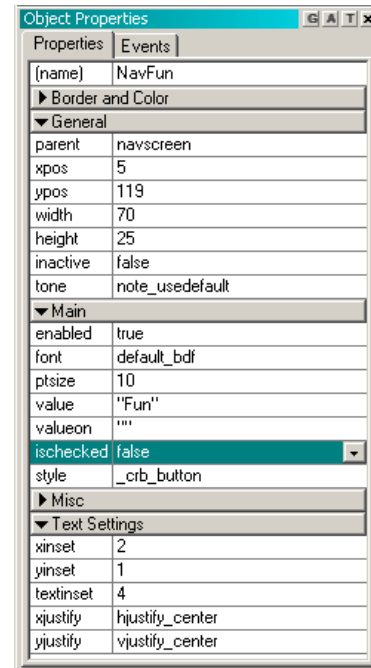 Object Properties G A T x
Properties Events
(name) NavFun
Border and Color
General
parent navscreen
xpos 5
ypos 119
width 70
height 25
inactive false
tone note_usedefault
Main
enabled true
font default_bdf
ptsize 10
value "Fun"
valueon ""
ischecked false
style _crb_button
Misc
Text Settings
xinset 2
yinset 1
textinset 4
xjustify hjustify_center
yjustify vjustify_center